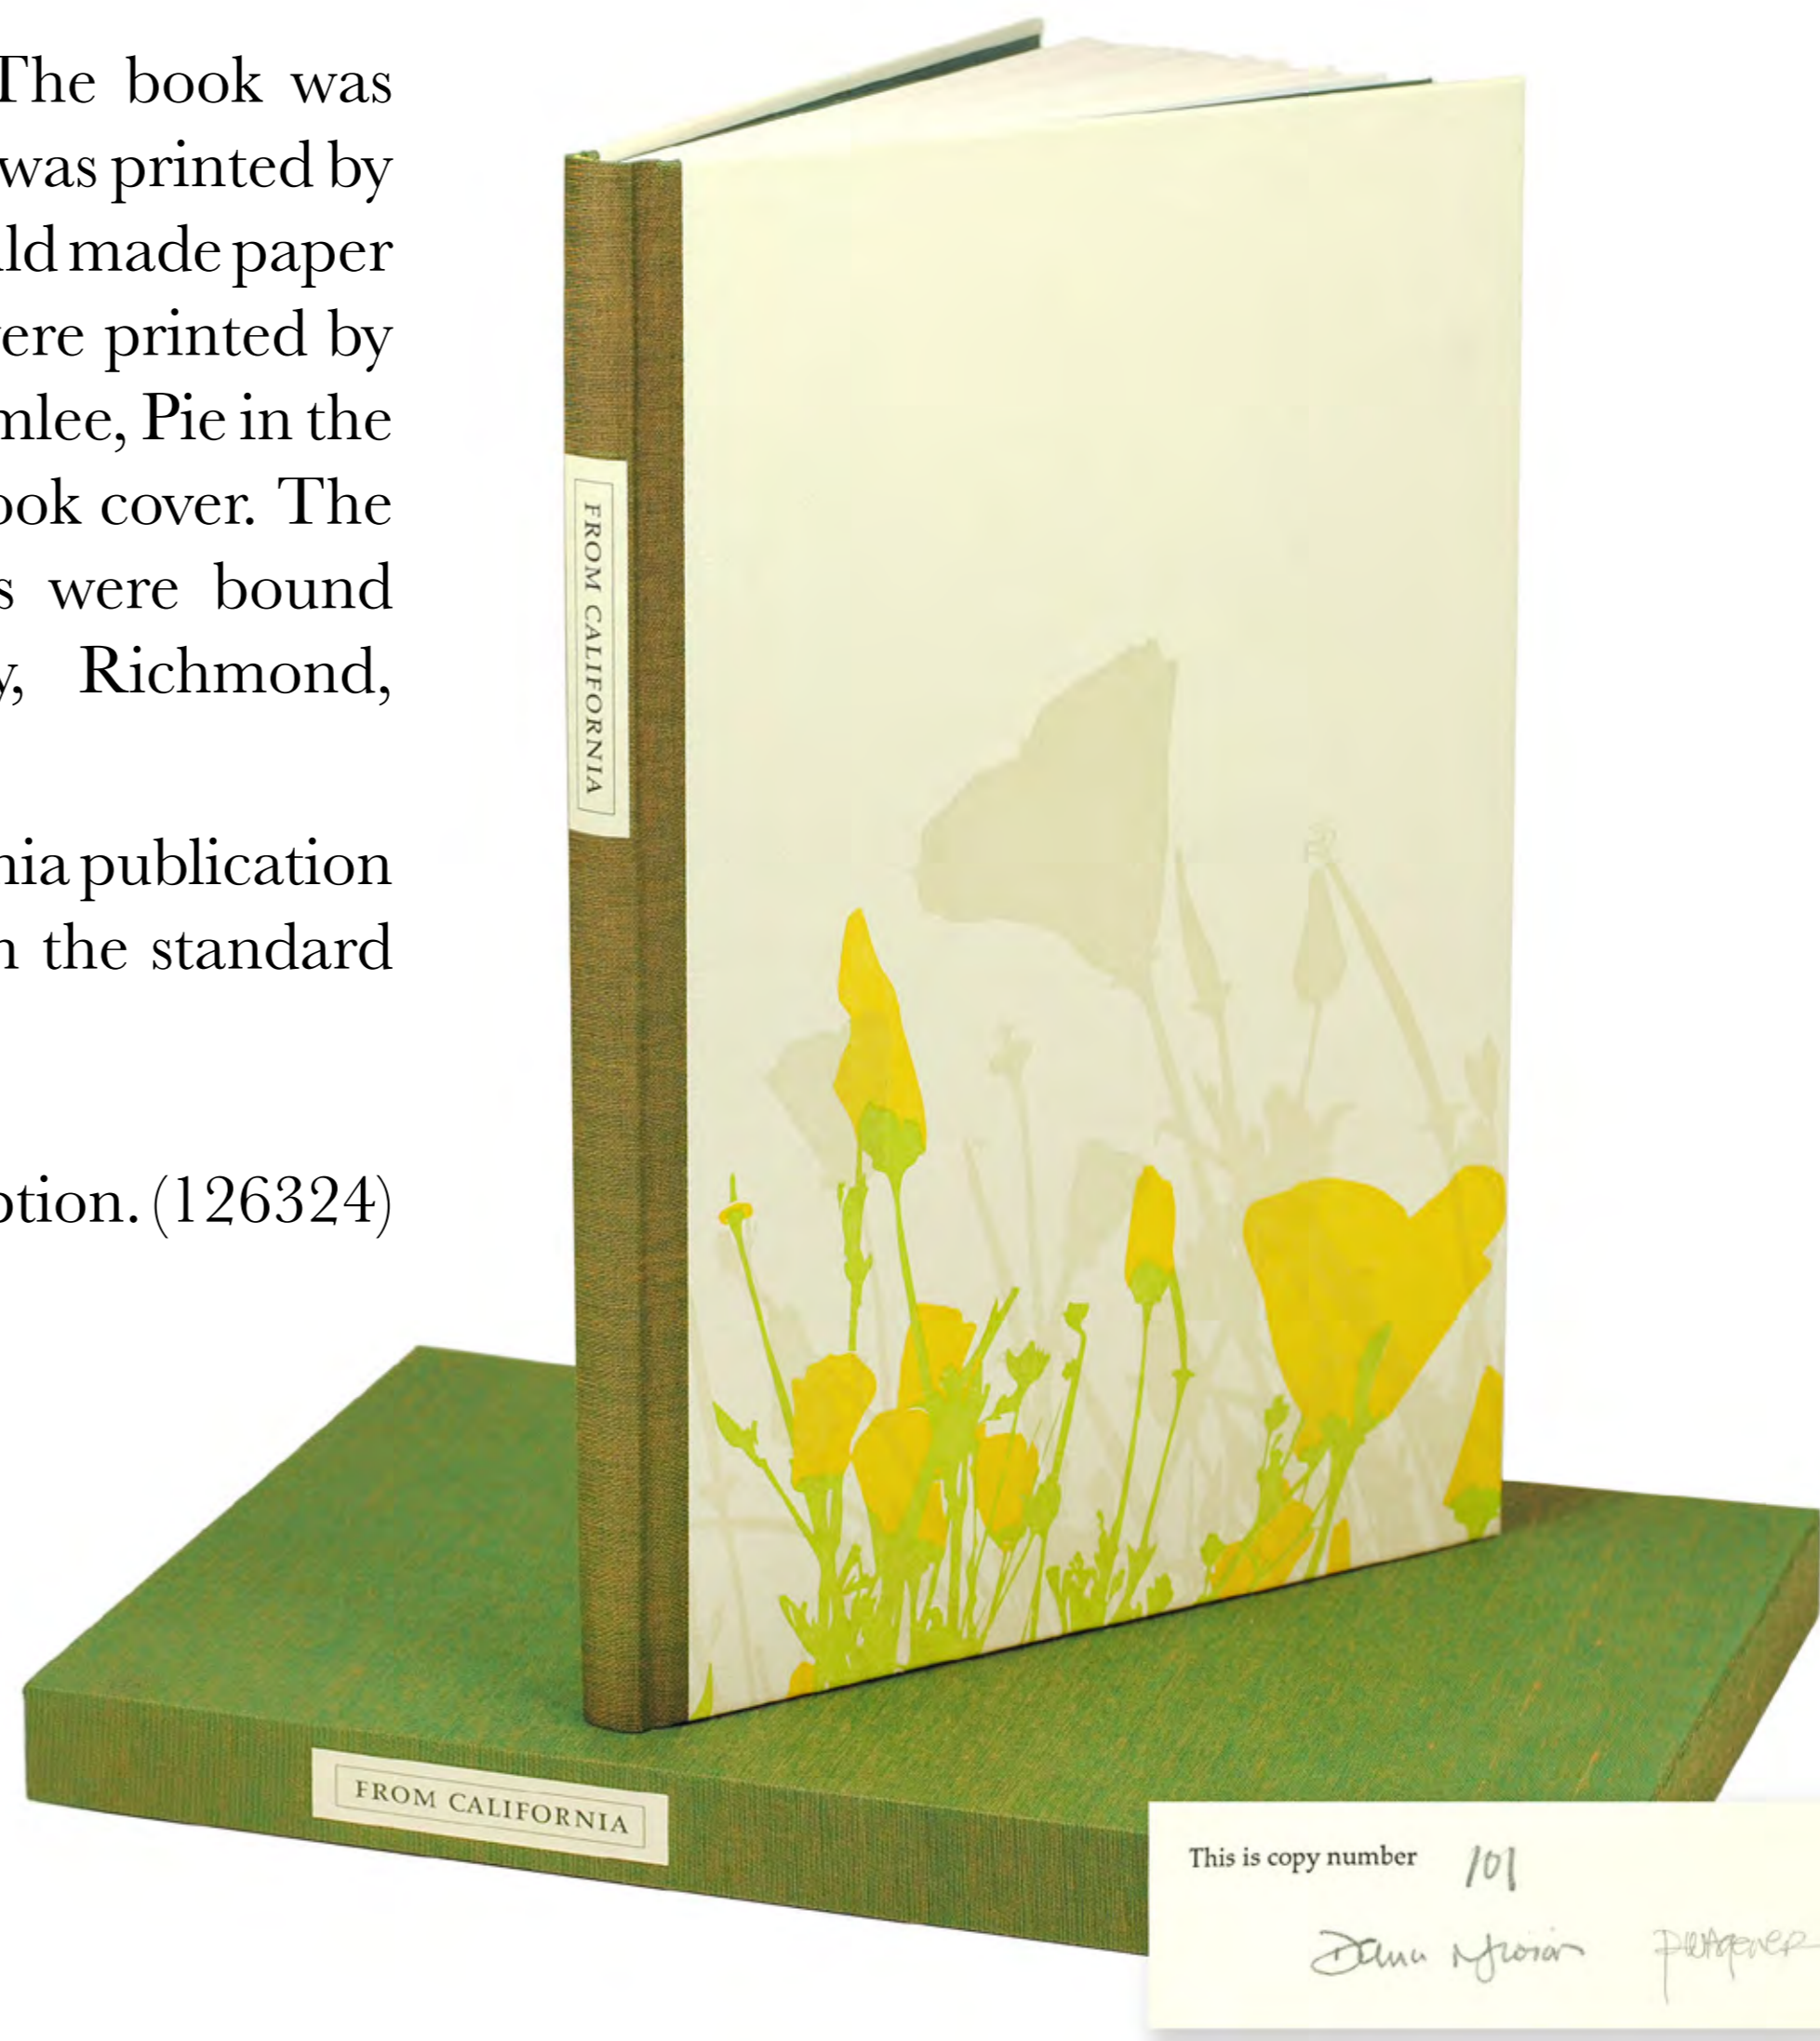 The book was
was printed by
ld made paper
ere printed by
mlee, Pie in the
ook cover. The
s were bound
y, Richmond,
nia publication
n the standard
ption. (126324)
FROM CALIFORNIA
FROM CALIFORNIA
This is copy number 101